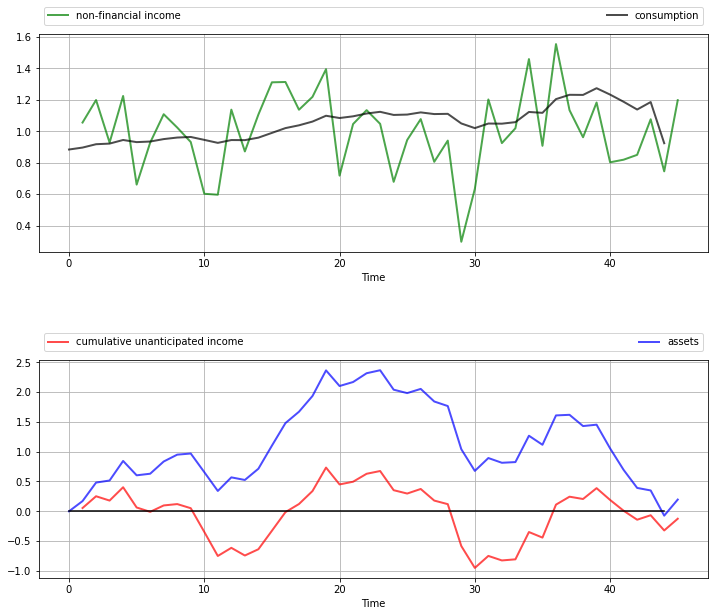 non-financial income consumption
1.6
1.4
1.2
1.0
0.8
0.6
0.4
0 10 20 30 40
Time
cumulative unanticipated income assets
2.5
2.0
1.5
1.0
0.5
0.0
−0.5
−1.0
0 10 20 30 40
Time